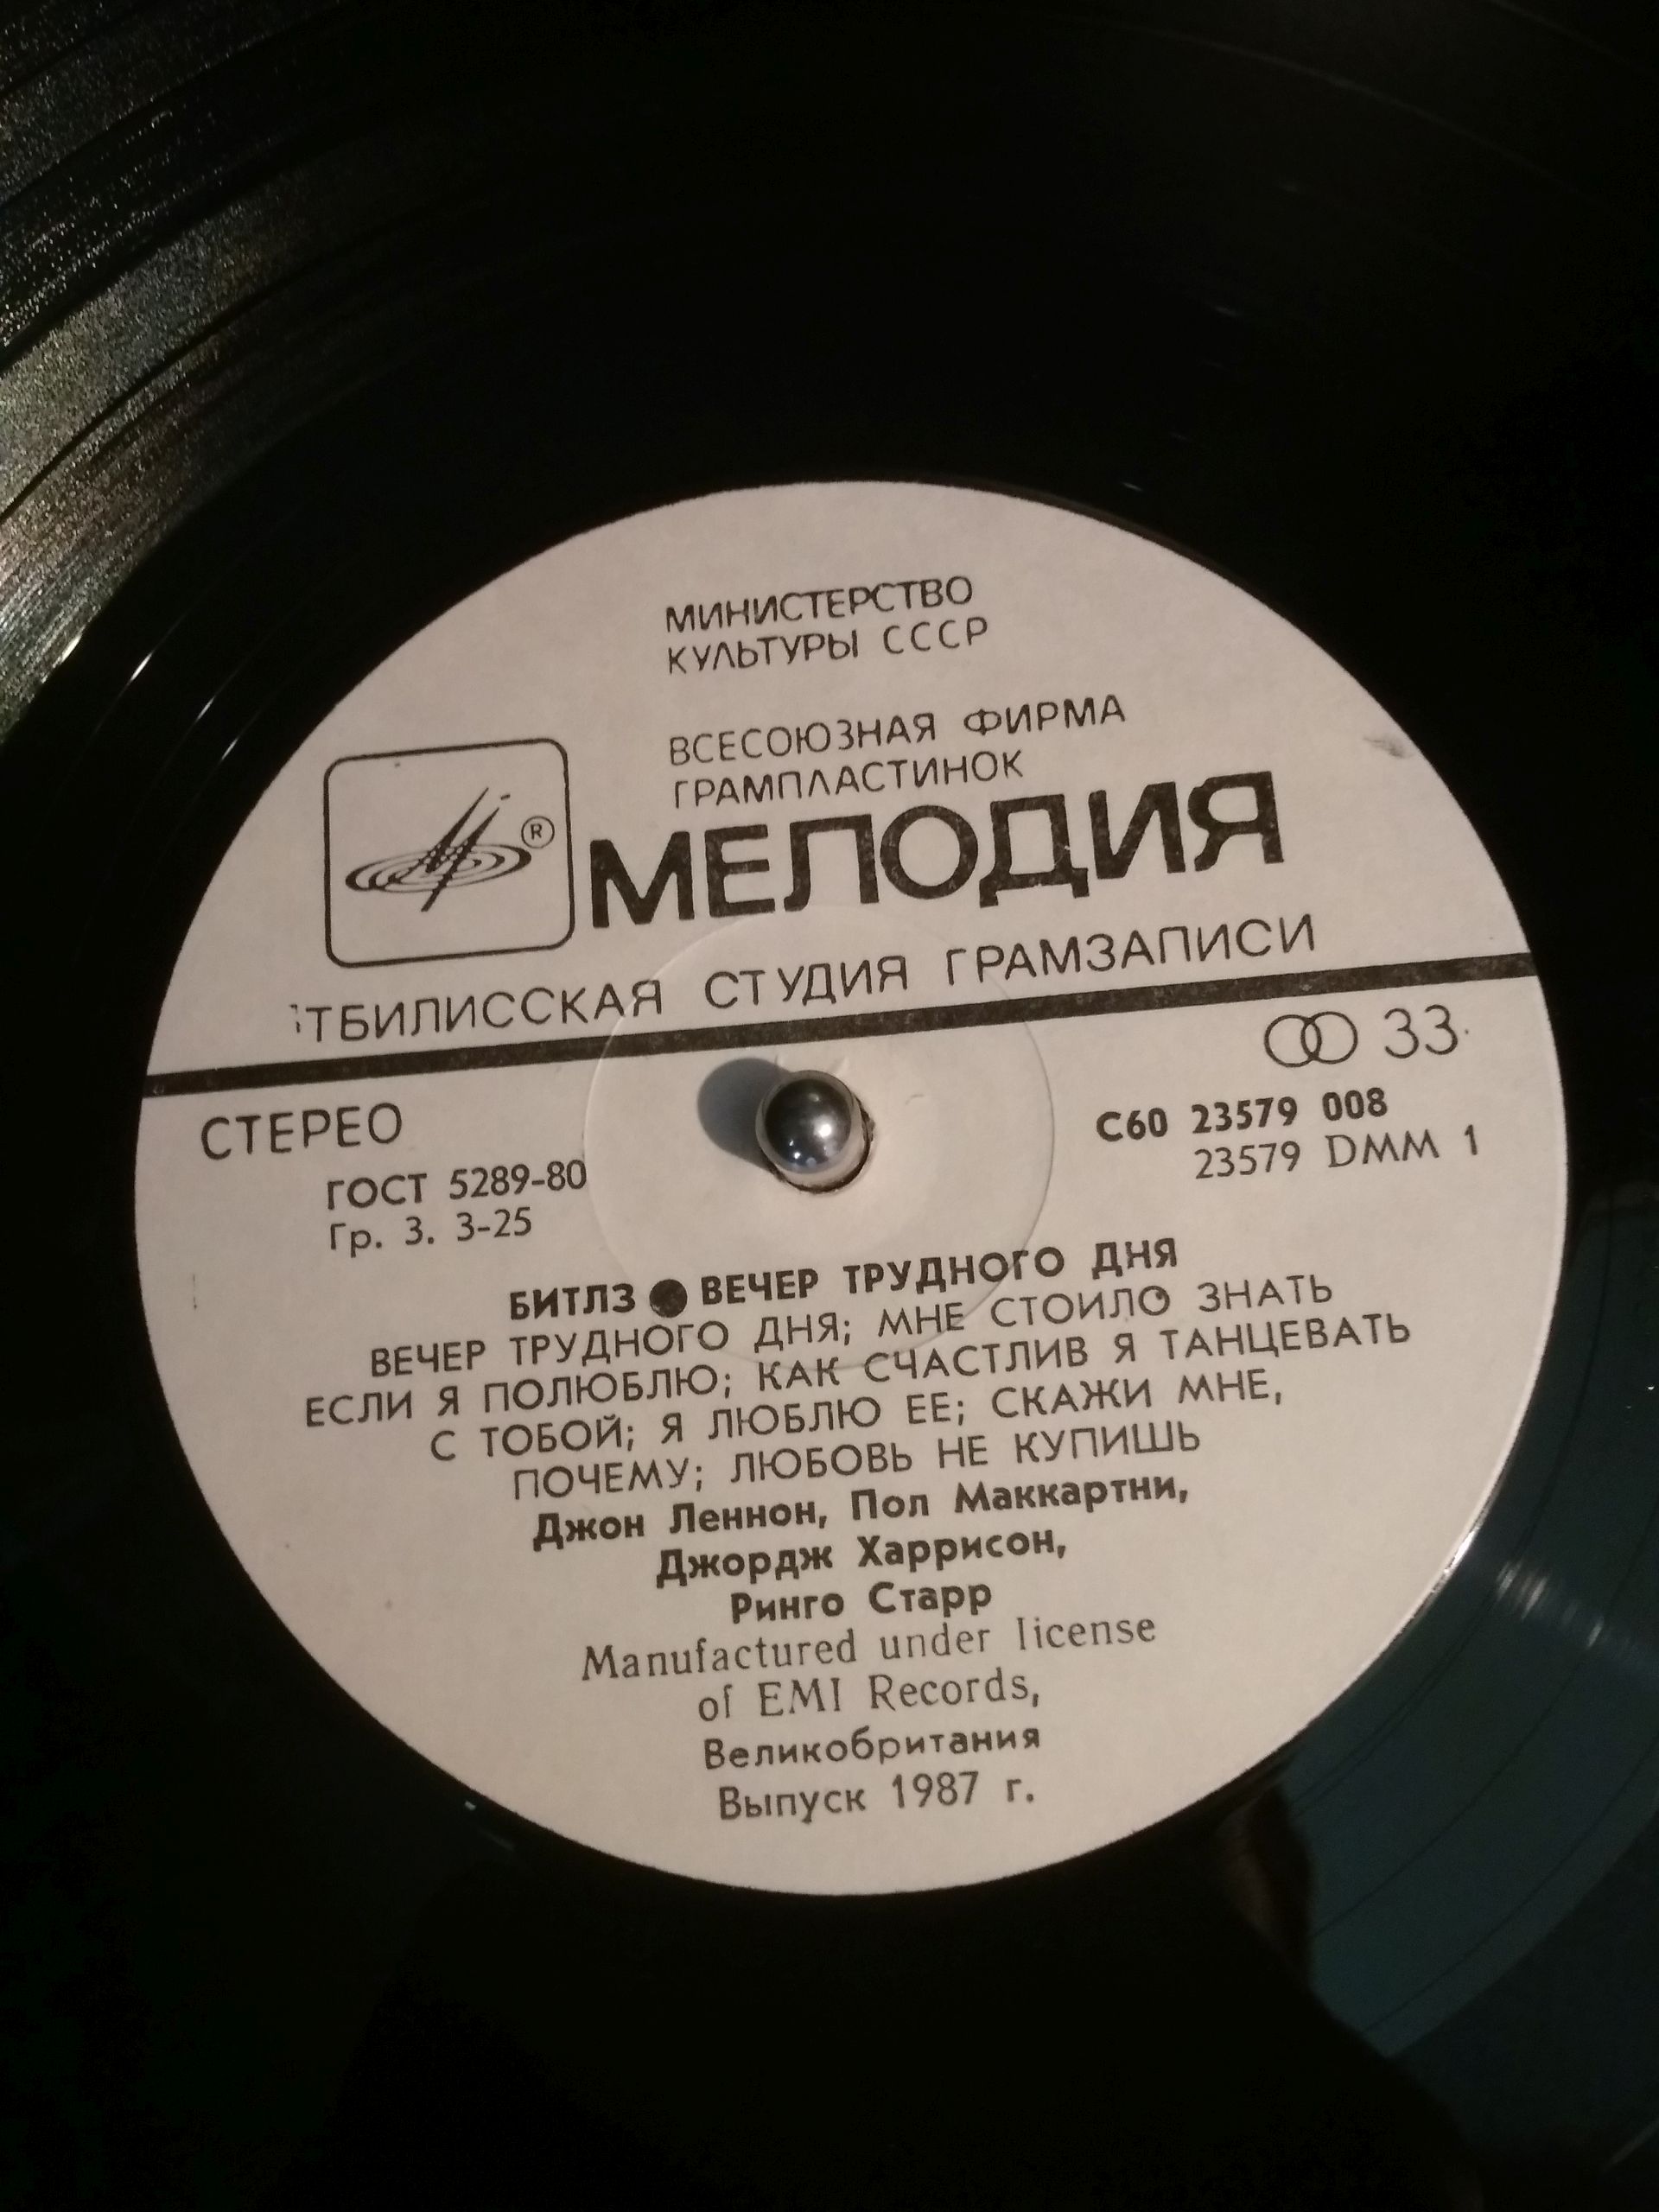 МИНИСТЕРСТВО
КУЛЬТУРЫ СССР
ВСЕСОЮЗНАЯ ФИРМА
ГРАМПЛАСТИНОК
®
МЕЛОДИЯ
ТБИЛИССКАЯ СТУДИЯ ГРАМЗАПИСИ
33
СТЕРЕО
ГОСТ 5289-80
Гр. 3. 3-25
С60 23579 008
23579 DMM 1
БИТЛЗ ● ВЕЧЕР ТРУДНОГО ДНЯ
ВЕЧЕР ТРУДНОГО ДНЯ; МНЕ СТОИЛО ЗНАТЬ
ЕСЛИ Я ПОЛЮБЛЮ; КАК СЧАСТЛИВ Я ТАНЦЕВАТЬ
С ТОБОЙ; Я ЛЮБЛЮ ЕЕ; СКАЖИ МНЕ,
ПОЧЕМУ; ЛЮБОВЬ НЕ КУПИШЬ
Джон Леннон, Пол Маккартни,
Джордж Харрисон,
Ринго Старр
Manufactured under license
of EMI Records,
Великобритания
Выпуск 1987 г.